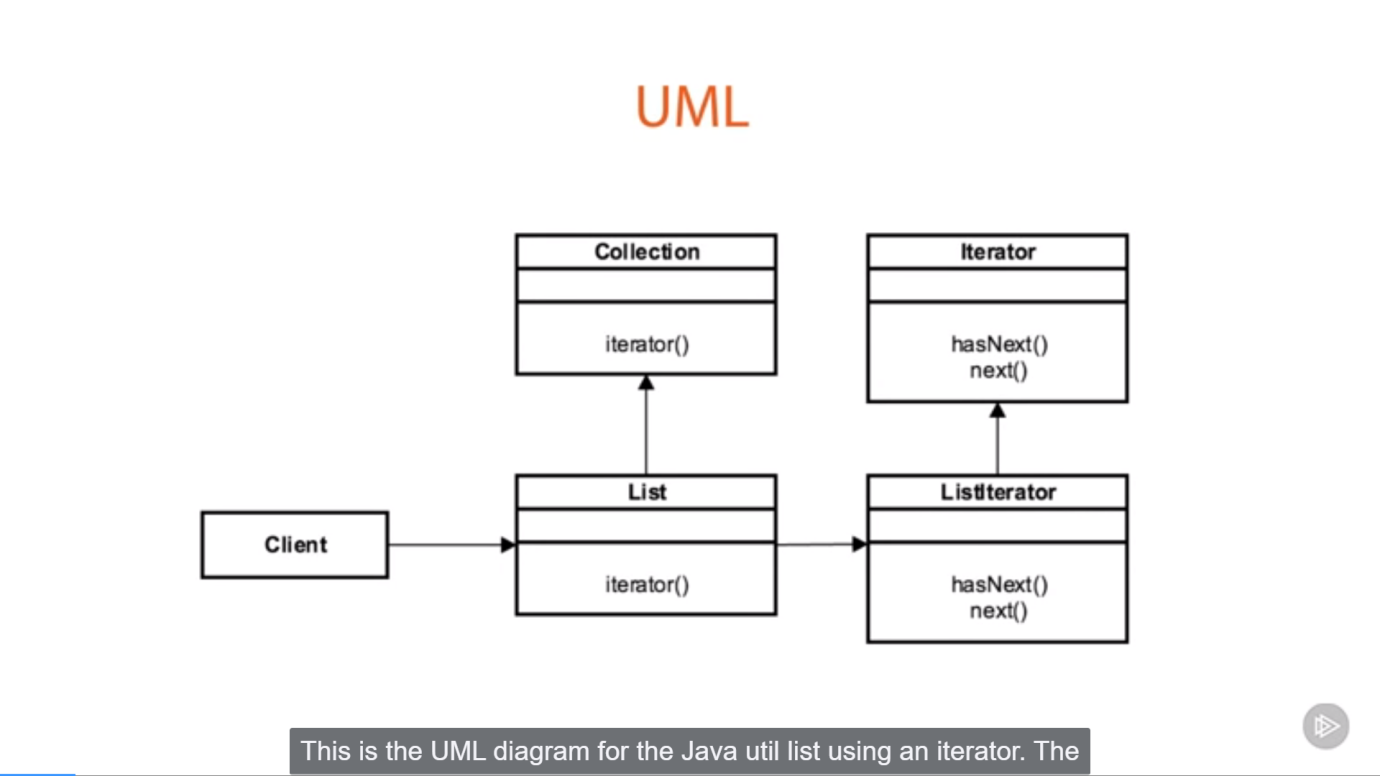 UML
Collection
iterator()
Iterator
hasNext()
next()
Client
List
iterator()
ListIterator
hasNext()
next()
This is the UML diagram for the Java util list using an iterator. The